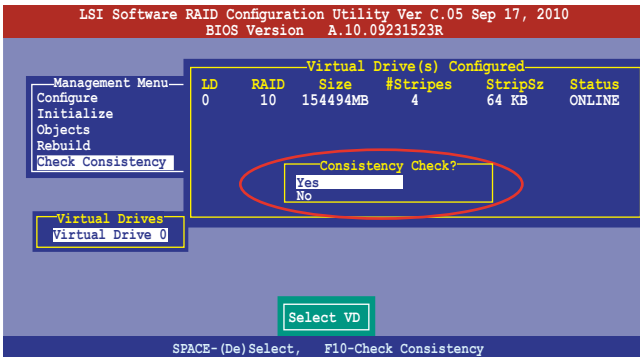 LSI Software RAID Configuration Utility Ver C.05 Sep 17, 2010
BIOS Version A.10.09231523R
Virtual Drive(s) Configured
LD RAID Size #Stripes StripSz Status
0 10 154494MB 4 64 KB ONLINE
Management Menu
Configure
Initialize
Objects
Rebuild
Check Consistency
Consistency Check?
Yes
No
Virtual Drives
Virtual Drive 0
Select VD
SPACE-(De)Select, F10-Check Consistency